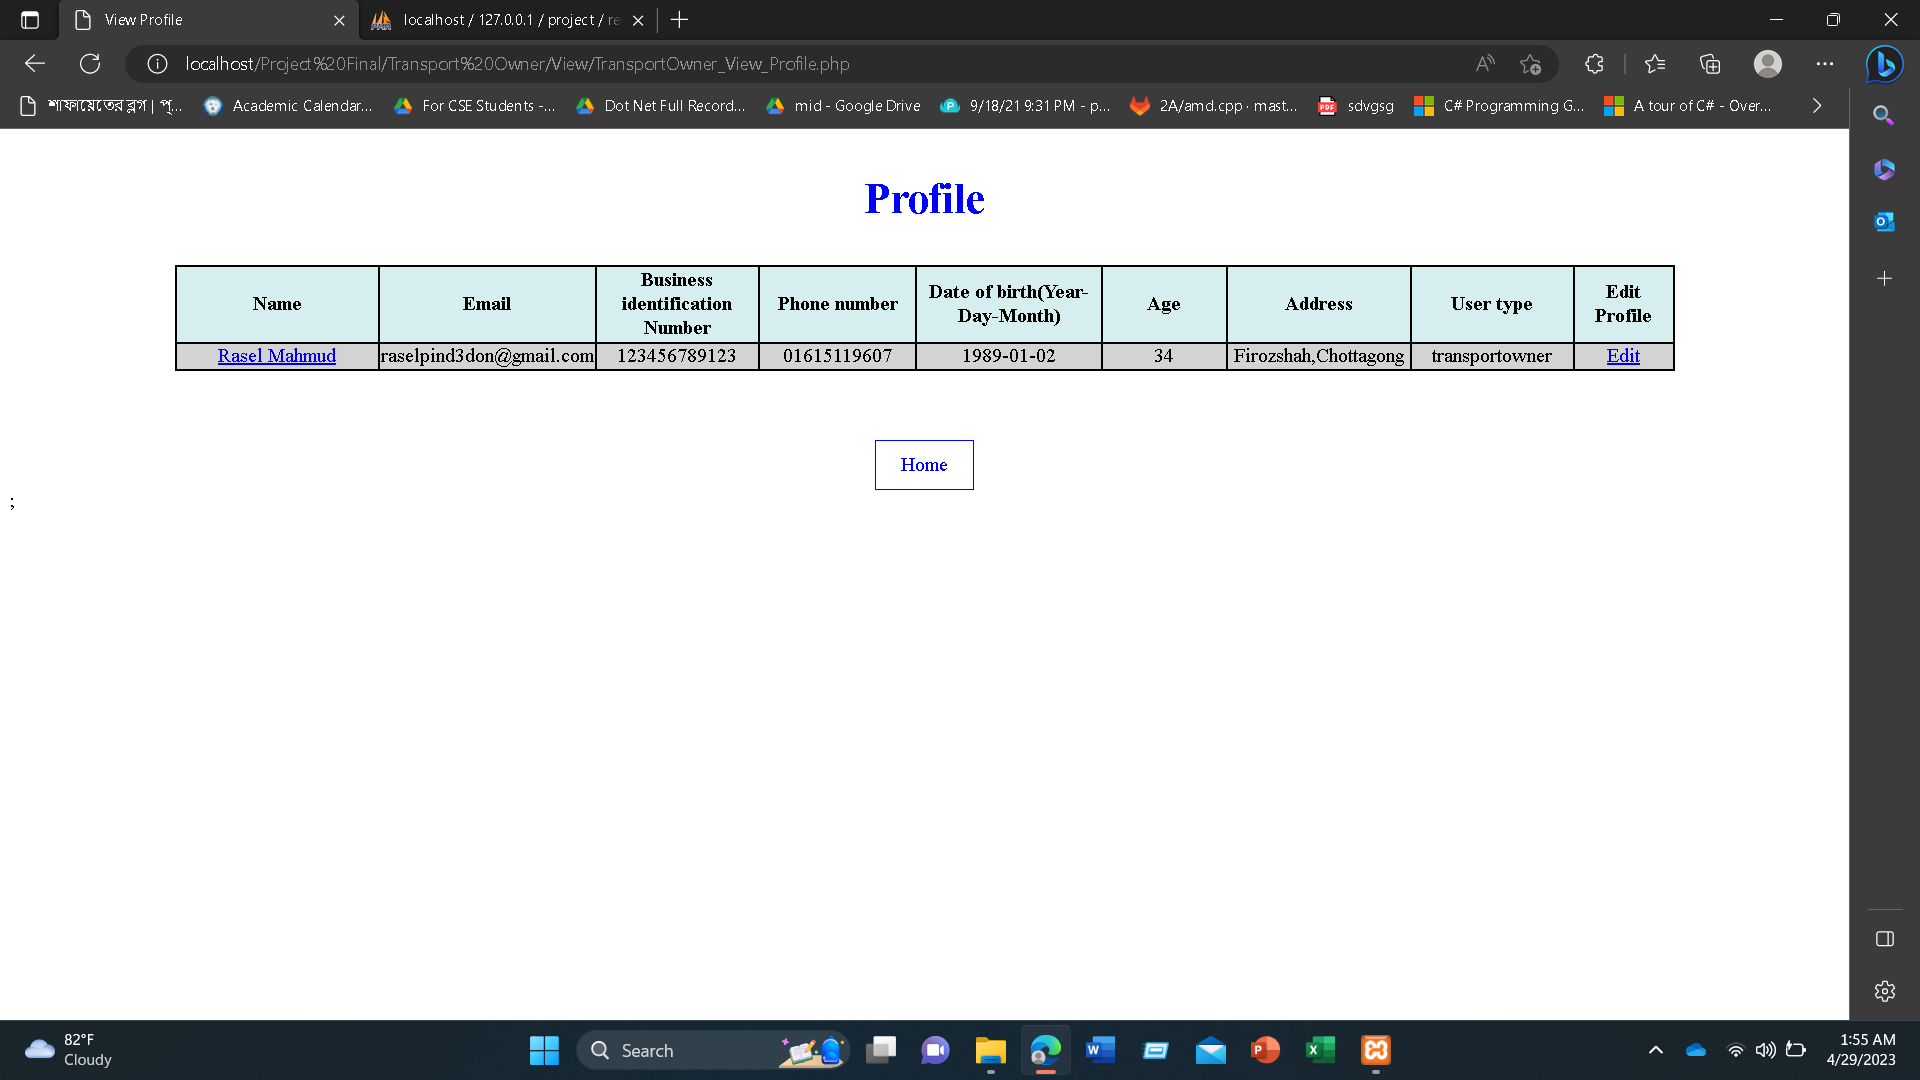 View Profile
localhost / 127.0.0.1 / project / re
localhost/Project%20Final/Transport%20Owner/View/TransportOwner_View_Profile.php
শাফায়েতের ব্লগ | প্... Academic Calendar... For CSE Students -... Dot Net Full Record... mid - Google Drive 9/18/21 9:31 PM - p... 2A/amd.cpp · mast... sdvgsg C# Programming G... A tour of C# - Over...
Profile
Name
Email
Business
identification
Number
Phone number
Date of birth(Year-
Day-Month)
Age
Address
User type
Edit
Profile
Rasel Mahmud raselpind3don@gmail.com 123456789123 01615119607 1989-01-02 34 Firozshah,Chottagong transportowner Edit
Home
;
82°F
Cloudy
Search
1:55 AM
4/29/2023